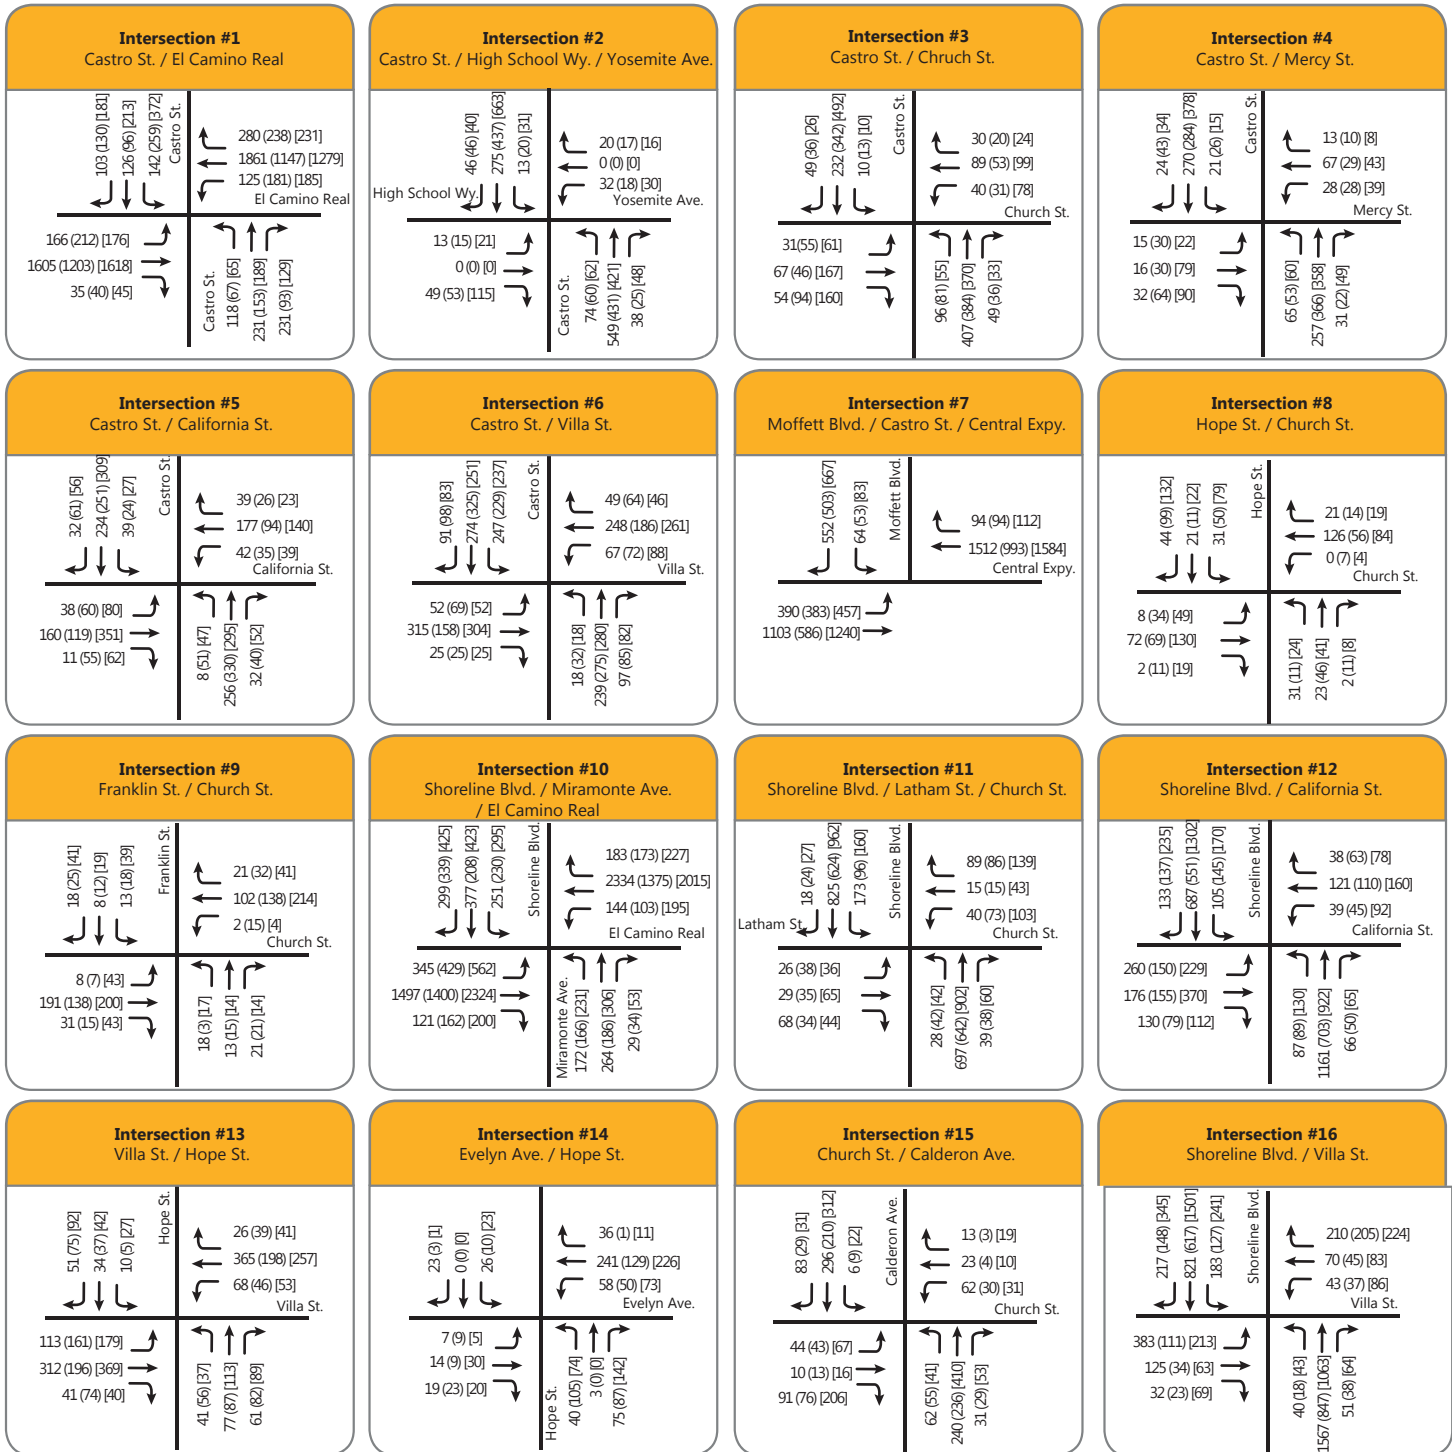 Intersection #1
Castro St. / El Camino Real
103 (130) [181]
126 (96) [213]
142 (259) [372]
Castro St.
280 (238) [231]
1861 (1147) [1279]
125 (181) [185]
El Camino Real
166 (212) [176]
1605 (1203) [1618]
35 (40) [45]
Castro St.
118 (67) [65]
231 (153) [189]
231 (93) [129]
Intersection #2
Castro St. / High School Wy. / Yosemite Ave.
46 (46) [40]
275 (437) [663]
13 (20) [31]
20 (17) [16]
0 (0) [0]
32 (18) [30]
High School Wy.
Yosemite Ave.
13 (15) [21]
0 (0) [0]
49 (53) [115]
Castro St.
74 (60) [62]
549 (431) [421]
38 (25) [48]
Intersection #3
Castro St. / Chruch St.
49 (36) [26]
232 (342) [492]
10 (13) [10]
Castro St.
30 (20) [24]
89 (53) [99]
40 (31) [78]
Church St.
31(55) [61]
67 (46) [167]
54 (94) [160]
96 (81) [55]
407 (384) [370]
49 (36) [33]
Intersection #4
Castro St. / Mercy St.
24 (43) [34]
270 (284) [378]
21 (26) [15]
Castro St.
13 (10) [8]
67 (29) [43]
28 (28) [39]
Mercy St.
15 (30) [22]
16 (30) [79]
32 (64) [90]
65 (53) [60]
257 (366) [358]
31 (22) [49]
Intersection #5
Castro St. / California St.
32 (61) [56]
234 (251) [309]
39 (24) [27]
Castro St.
39 (26) [23]
177 (94) [140]
42 (35) [39]
California St.
38 (60) [80]
160 (119) [351]
11 (55) [62]
8 (51) [47]
256 (330) [295]
32 (40) [52]
Intersection #6
Castro St. / Villa St.
91 (98) [83]
274 (325) [251]
247 (229) [237]
Castro St.
49 (64) [46]
248 (186) [261]
67 (72) [88]
Villa St.
52 (69) [52]
315 (158) [304]
25 (25) [25]
18 (32) [18]
239 (275) [280]
97 (85) [82]
Intersection #7
Moffett Blvd. / Castro St. / Central Expy.
552 (503) [667]
64 (53) [83]
Moffett Blvd.
94 (94) [112]
1512 (993) [1584]
Central Expy.
390 (383) [457]
1103 (586) [1240]
Intersection #8
Hope St. / Church St.
44 (99) [132]
21 (11) [22]
31 (50) [79]
Hope St.
21 (14) [19]
126 (56) [84]
0 (7) [4]
Church St.
8 (34) [49]
72 (69) [130]
2 (11) [19]
31 (11) [24]
23 (46) [41]
2 (11) [8]
Intersection #9
Franklin St. / Church St.
18 (25) [41]
8 (12) [19]
13 (18) [39]
Franklin St.
21 (32) [41]
102 (138) [214]
2 (15) [4]
Church St.
8 (7) [43]
191 (138) [200]
31 (15) [43]
18 (3) [17]
13 (15) [14]
21 (21) [14]
Intersection #10
Shoreline Blvd. / Miramonte Ave.
/ El Camino Real
299 (339) [425]
377 (208) [423]
251 (230) [295]
Shoreline Blvd.
183 (173) [227]
2334 (1375) [2015]
144 (103) [195]
El Camino Real
345 (429) [562]
1497 (1400) [2324]
121 (162) [200]
Miramonte Ave.
172 (166) [231]
264 (186) [306]
29 (34) [53]
Intersection #11
Shoreline Blvd. / Latham St. / Church St.
18 (24) [27]
825 (624) [962]
173 (96) [160]
Shoreline Blvd.
89 (86) [139]
15 (15) [43]
40 (73) [103]
Latham St.
Church St.
26 (38) [36]
29 (35) [65]
68 (34) [44]
28 (42) [42]
697 (642) [902]
39 (38) [60]
Intersection #12
Shoreline Blvd. / California St.
133 (137) [235]
687 (551) [1302]
105 (145) [170]
Shoreline Blvd.
38 (63) [78]
121 (110) [160]
39 (45) [92]
California St.
260 (150) [229]
176 (155) [370]
130 (79) [112]
87 (89) [130]
1161 (703) [922]
66 (50) [65]
Intersection #13
Villa St. / Hope St.
51 (75) [92]
34 (37) [42]
10 (5) [27]
Hope St.
26 (39) [41]
365 (198) [257]
68 (46) [53]
Villa St.
113 (161) [179]
312 (196) [369]
41 (74) [40]
41 (56) [37]
77 (87) [113]
61 (82) [89]
Intersection #14
Evelyn Ave. / Hope St.
23 (3) [1]
0 (0) [0]
26 (10) [23]
36 (1) [11]
241 (129) [226]
58 (50) [73]
Evelyn Ave.
7 (9) [5]
14 (9) [30]
19 (23) [20]
Hope St.
40 (105) [74]
3 (0) [0]
75 (87) [142]
Intersection #15
Church St. / Calderon Ave.
83 (29) [31]
296 (210) [312]
6 (9) [22]
Calderon Ave.
13 (3) [19]
23 (4) [10]
62 (30) [31]
Church St.
44 (43) [67]
10 (13) [16]
91 (76) [206]
62 (55) [41]
240 (236) [410]
31 (29) [53]
Intersection #16
Shoreline Blvd. / Villa St.
217 (148) [345]
821 (617) [1501]
183 (127) [241]
Shoreline Blvd.
210 (205) [224]
70 (45) [83]
43 (37) [86]
Villa St.
383 (111) [213]
125 (34) [63]
32 (23) [69]
40 (18) [43]
1567 (847) [1063]
51 (38) [64]